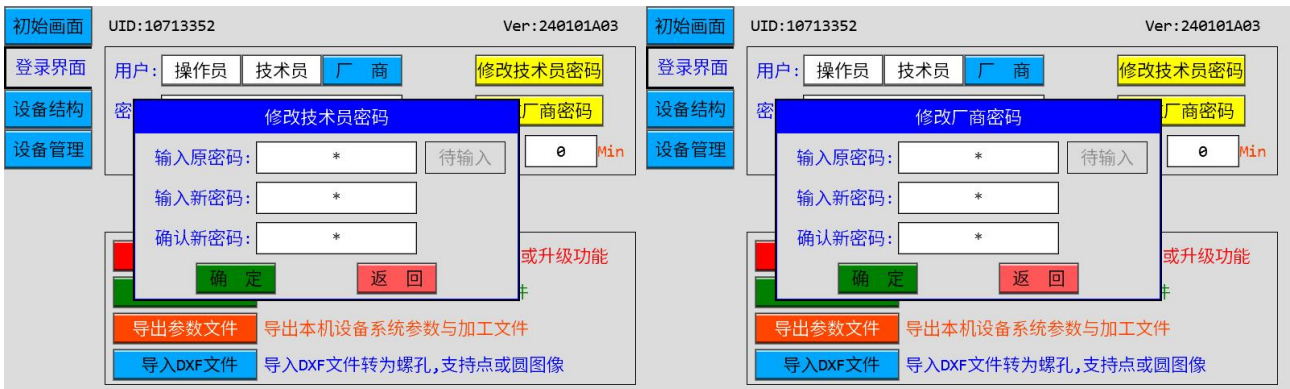 初始画面
UID:10713352
Ver:240101A03
登录界面
用户:
操作员
技术员
厂 商
修改技术员密码
设备结构
密
厂商密码
修改技术员密码
设备管理
输入原密码:
*
待输入
0
Min
输入新密码:
*
确认新密码:
*
或升级功能
确 定
返 回
件
导出参数文件
导出本机设备系统参数与加工文件
导入DXF文件
导入DXF文件转为螺孔,支持点或圆图像
初始画面
UID:10713352
Ver:240101A03
登录界面
用户:
操作员
技术员
厂 商
修改技术员密码
设备结构
密
厂商密码
修改厂商密码
设备管理
输入原密码:
*
待输入
0
Min
输入新密码:
*
确认新密码:
*
或升级功能
确 定
返 回
件
导出参数文件
导出本机设备系统参数与加工文件
导入DXF文件
导入DXF文件转为螺孔,支持点或圆图像